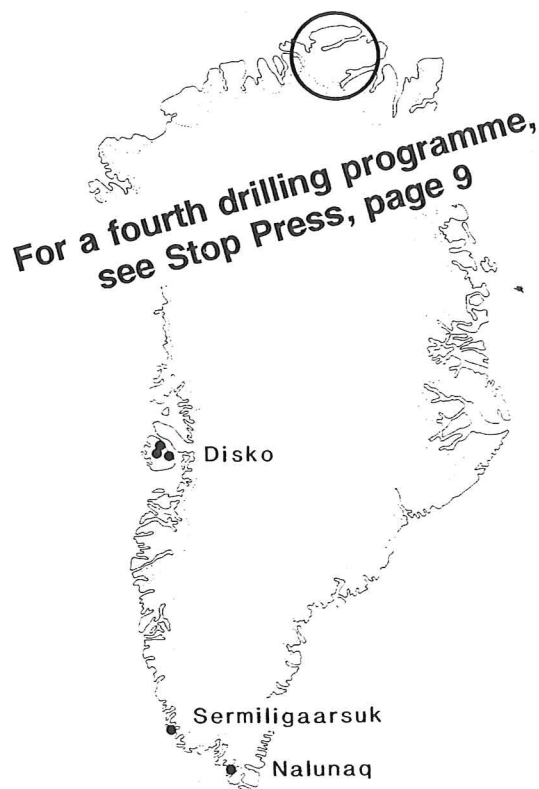 For a fourth drilling programme,
see Stop Press, page 9
Disko
Sermiligaarsuk
Nalunaq